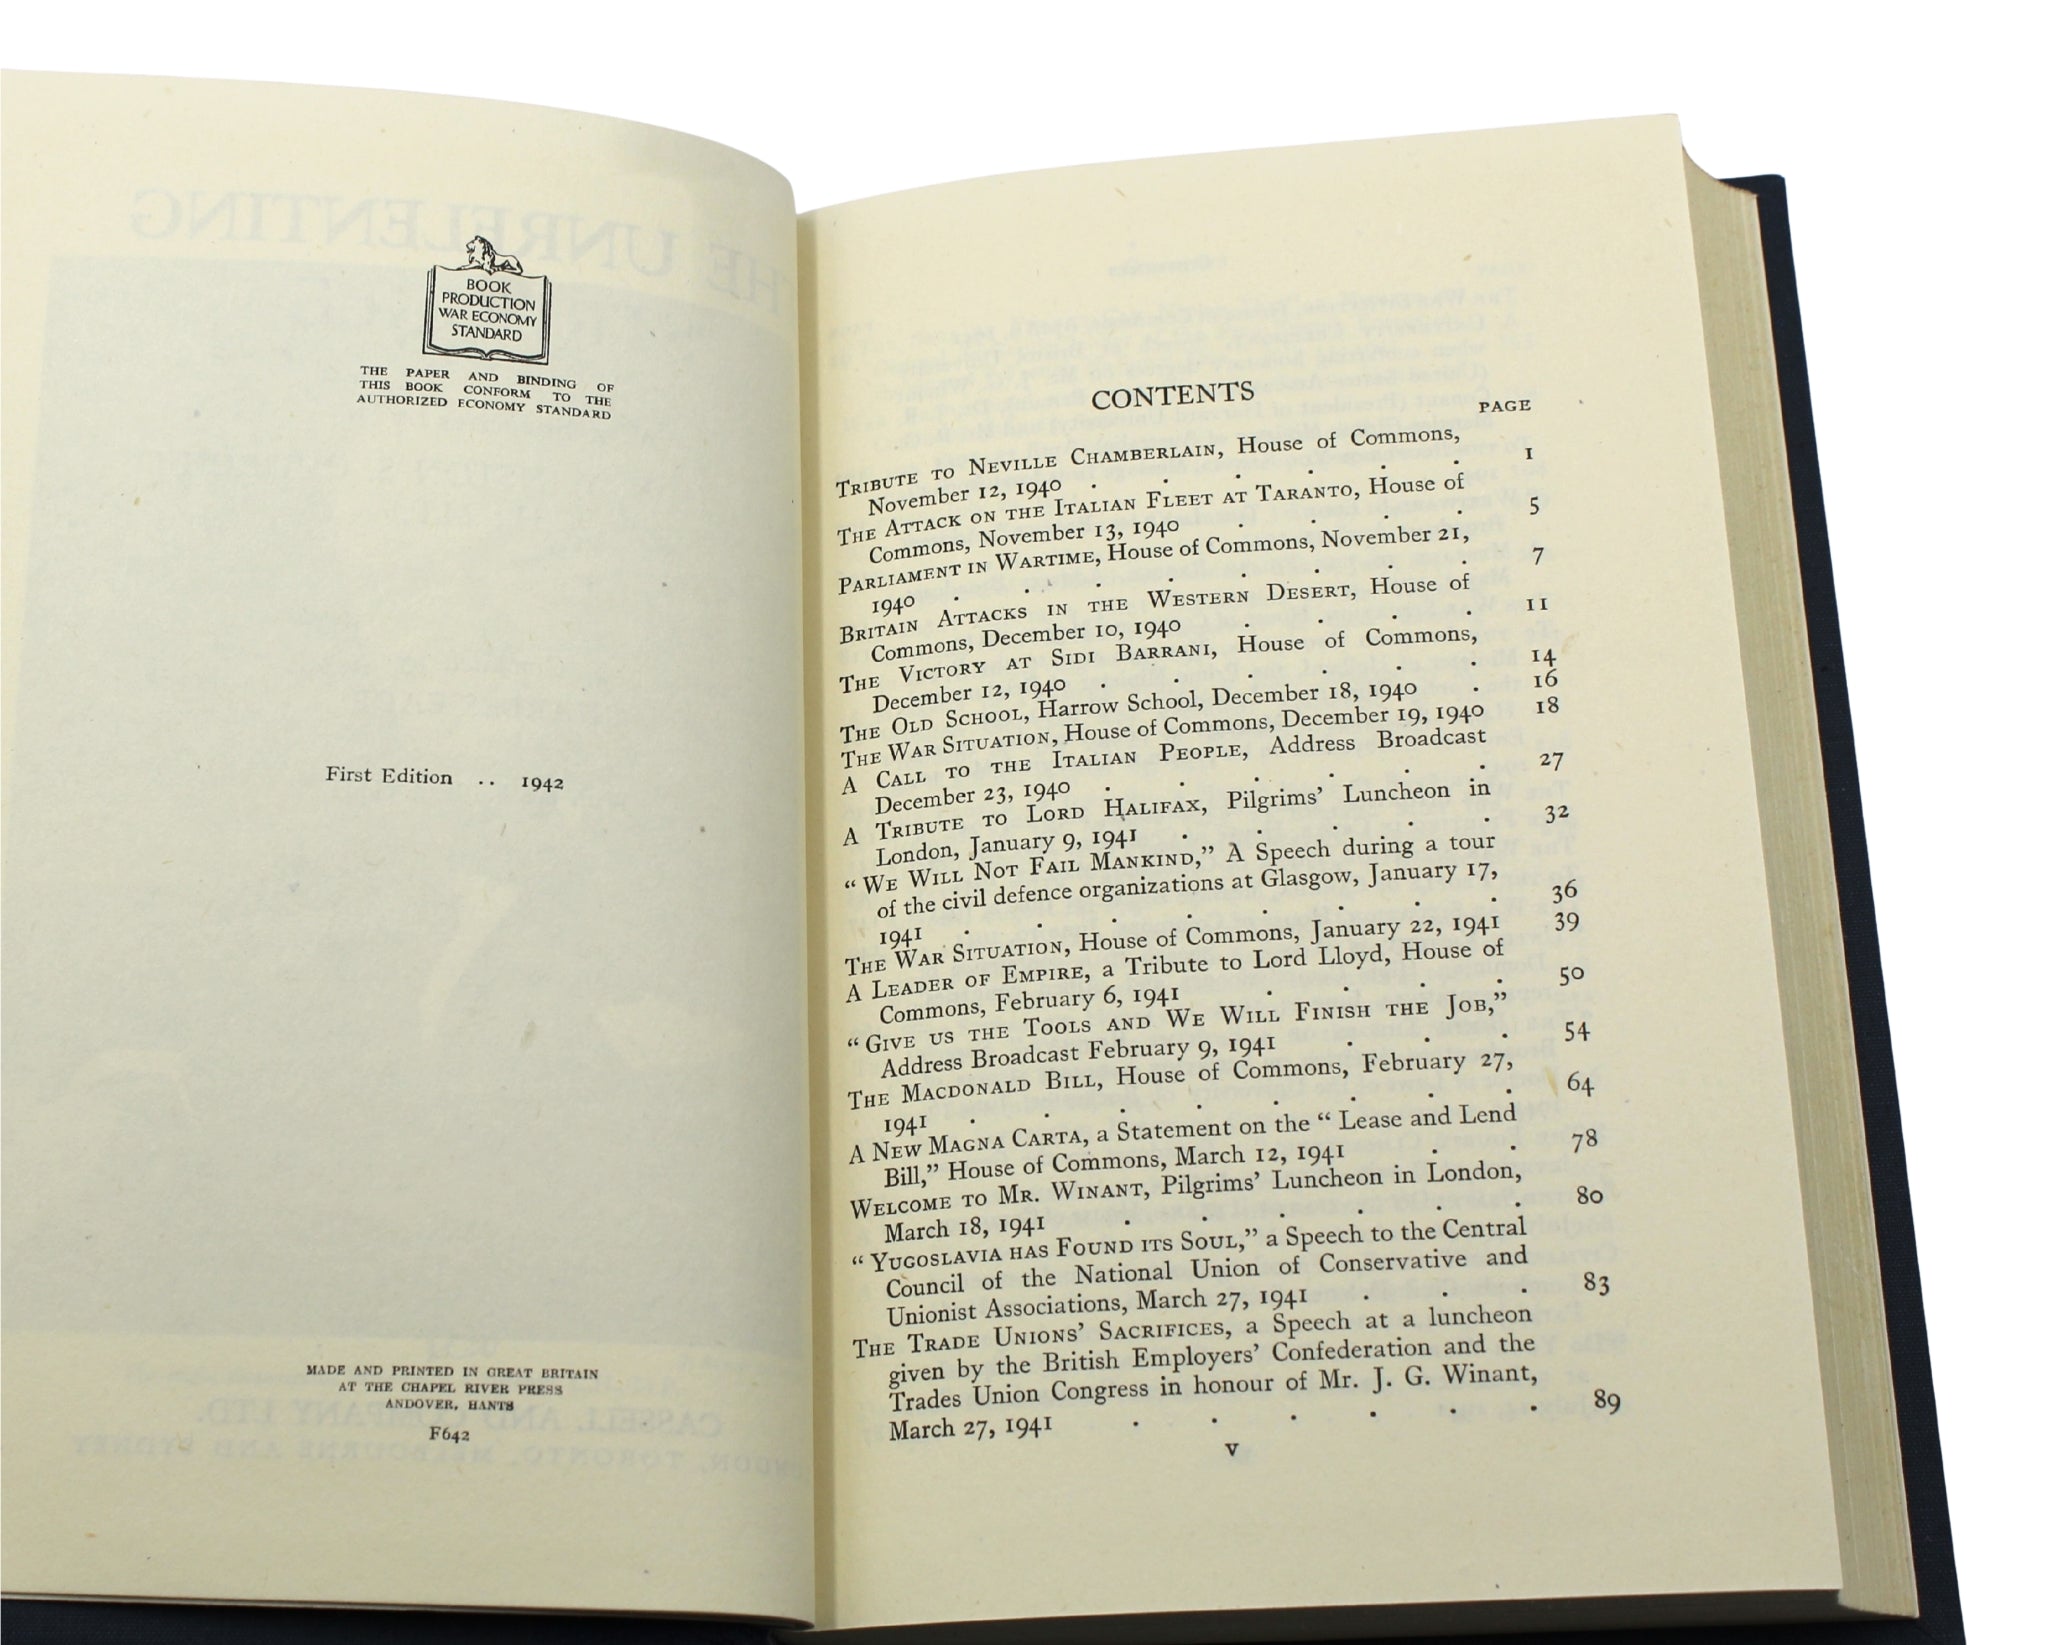 BOOK
PRODUCTION
WAR ECONOMY
STANDARD
THE PAPER AND BINDING OF
THIS BOOK CONFORM TO THE
AUTHORIZED ECONOMY STANDARD
First Edition .. 1942
MADE AND PRINTED IN GREAT BRITAIN
AT THE CHAPEL RIVER PRESS
ANDOVER, HANTS
F642
CONTENTS
PAGE
TRIBUTE TO NEVILLE CHAMBERLAIN, House of Commons,
November 12, 1940 . . . . . . 1
THE ATTACK ON THE ITALIAN FLEET AT TARANTO, House of
Commons, November 13, 1940 . . . . 5
PARLIAMENT IN WARTIME, House of Commons, November 21,
1940 . . . . . . . . 7
BRITAIN ATTACKS IN THE WESTERN DESERT, House of
Commons, December 10, 1940 . . . . 11
THE VICTORY AT SIDI BARRANI, House of Commons,
December 12, 1940 . . . . . . 14
THE OLD SCHOOL, Harrow School, December 18, 1940 . 16
THE WAR SITUATION, House of Commons, December 19, 1940 18
A CALL TO THE ITALIAN PEOPLE, Address Broadcast
December 23, 1940 . . . . . . 27
A TRIBUTE TO LORD HALIFAX, Pilgrims' Luncheon in
London, January 9, 1941 . . . . . 32
“WE WILL NOT FAIL MANKIND,” A Speech during a tour
of the civil defence organizations at Glasgow, January 17,
1941 . . . . . . . . 36
THE WAR SITUATION, House of Commons, January 22, 1941 39
A LEADER OF EMPIRE, a Tribute to Lord Lloyd, House of
Commons, February 6, 1941 . . . . 50
“GIVE US THE TOOLS AND WE WILL FINISH THE JOB,”
Address Broadcast February 9, 1941 . . . 54
THE MACDONALD BILL, House of Commons, February 27,
1941 . . . . . . . . 64
A NEW MAGNA CARTA, a Statement on the “Lease and Lend
Bill,” House of Commons, March 12, 1941 . . 78
WELCOME TO MR. WINANT, Pilgrims' Luncheon in London,
March 18, 1941 . . . . . . 80
“YUGOSLAVIA HAS FOUND ITS SOUL,” a Speech to the Central
Council of the National Union of Conservative and
Unionist Associations, March 27, 1941 . . . 83
THE TRADE UNIONS' SACRIFICES, a Speech at a luncheon
given by the British Employers' Confederation and the
Trades Union Congress in honour of Mr. J. G. Winant,
March 27, 1941 . . . . . . 89
v